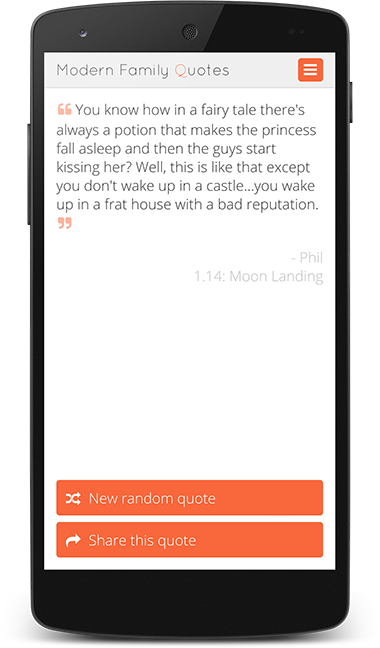 Modern Family Quotes
❝ You know how in a fairy tale there's
always a potion that makes the princess
fall asleep and then the guys start
kissing her? Well, this is like that except
you don't wake up in a castle...you wake
up in a frat house with a bad reputation.
❞
- Phil
1.14: Moon Landing
New random quote
Share this quote